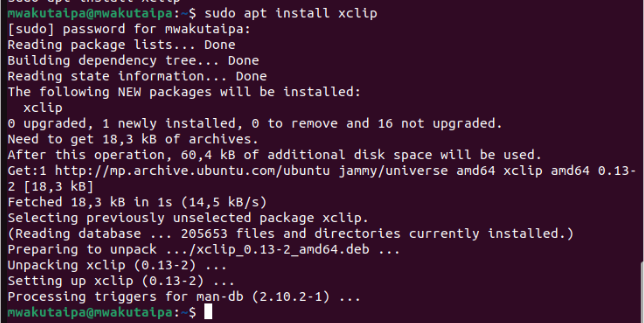 sudo apt install xclip
mwakutaipa@mwakutaipa:~$ sudo apt install xclip
[sudo] password for mwakutaipa:
Reading package lists... Done
Building dependency tree... Done
Reading state information... Done
The following NEW packages will be installed:
  xclip
0 upgraded, 1 newly installed, 0 to remove and 16 not upgraded.
Need to get 18,3 kB of archives.
After this operation, 60,4 kB of additional disk space will be used.
Get:1 http://mp.archive.ubuntu.com/ubuntu jammy/universe amd64 xclip amd64 0.13-
2 [18,3 kB]
Fetched 18,3 kB in 1s (14,5 kB/s)
Selecting previously unselected package xclip.
(Reading database ... 205653 files and directories currently installed.)
Preparing to unpack .../xclip_0.13-2_amd64.deb ...
Unpacking xclip (0.13-2) ...
Setting up xclip (0.13-2) ...
Processing triggers for man-db (2.10.2-1) ...
mwakutaipa@mwakutaipa:~$